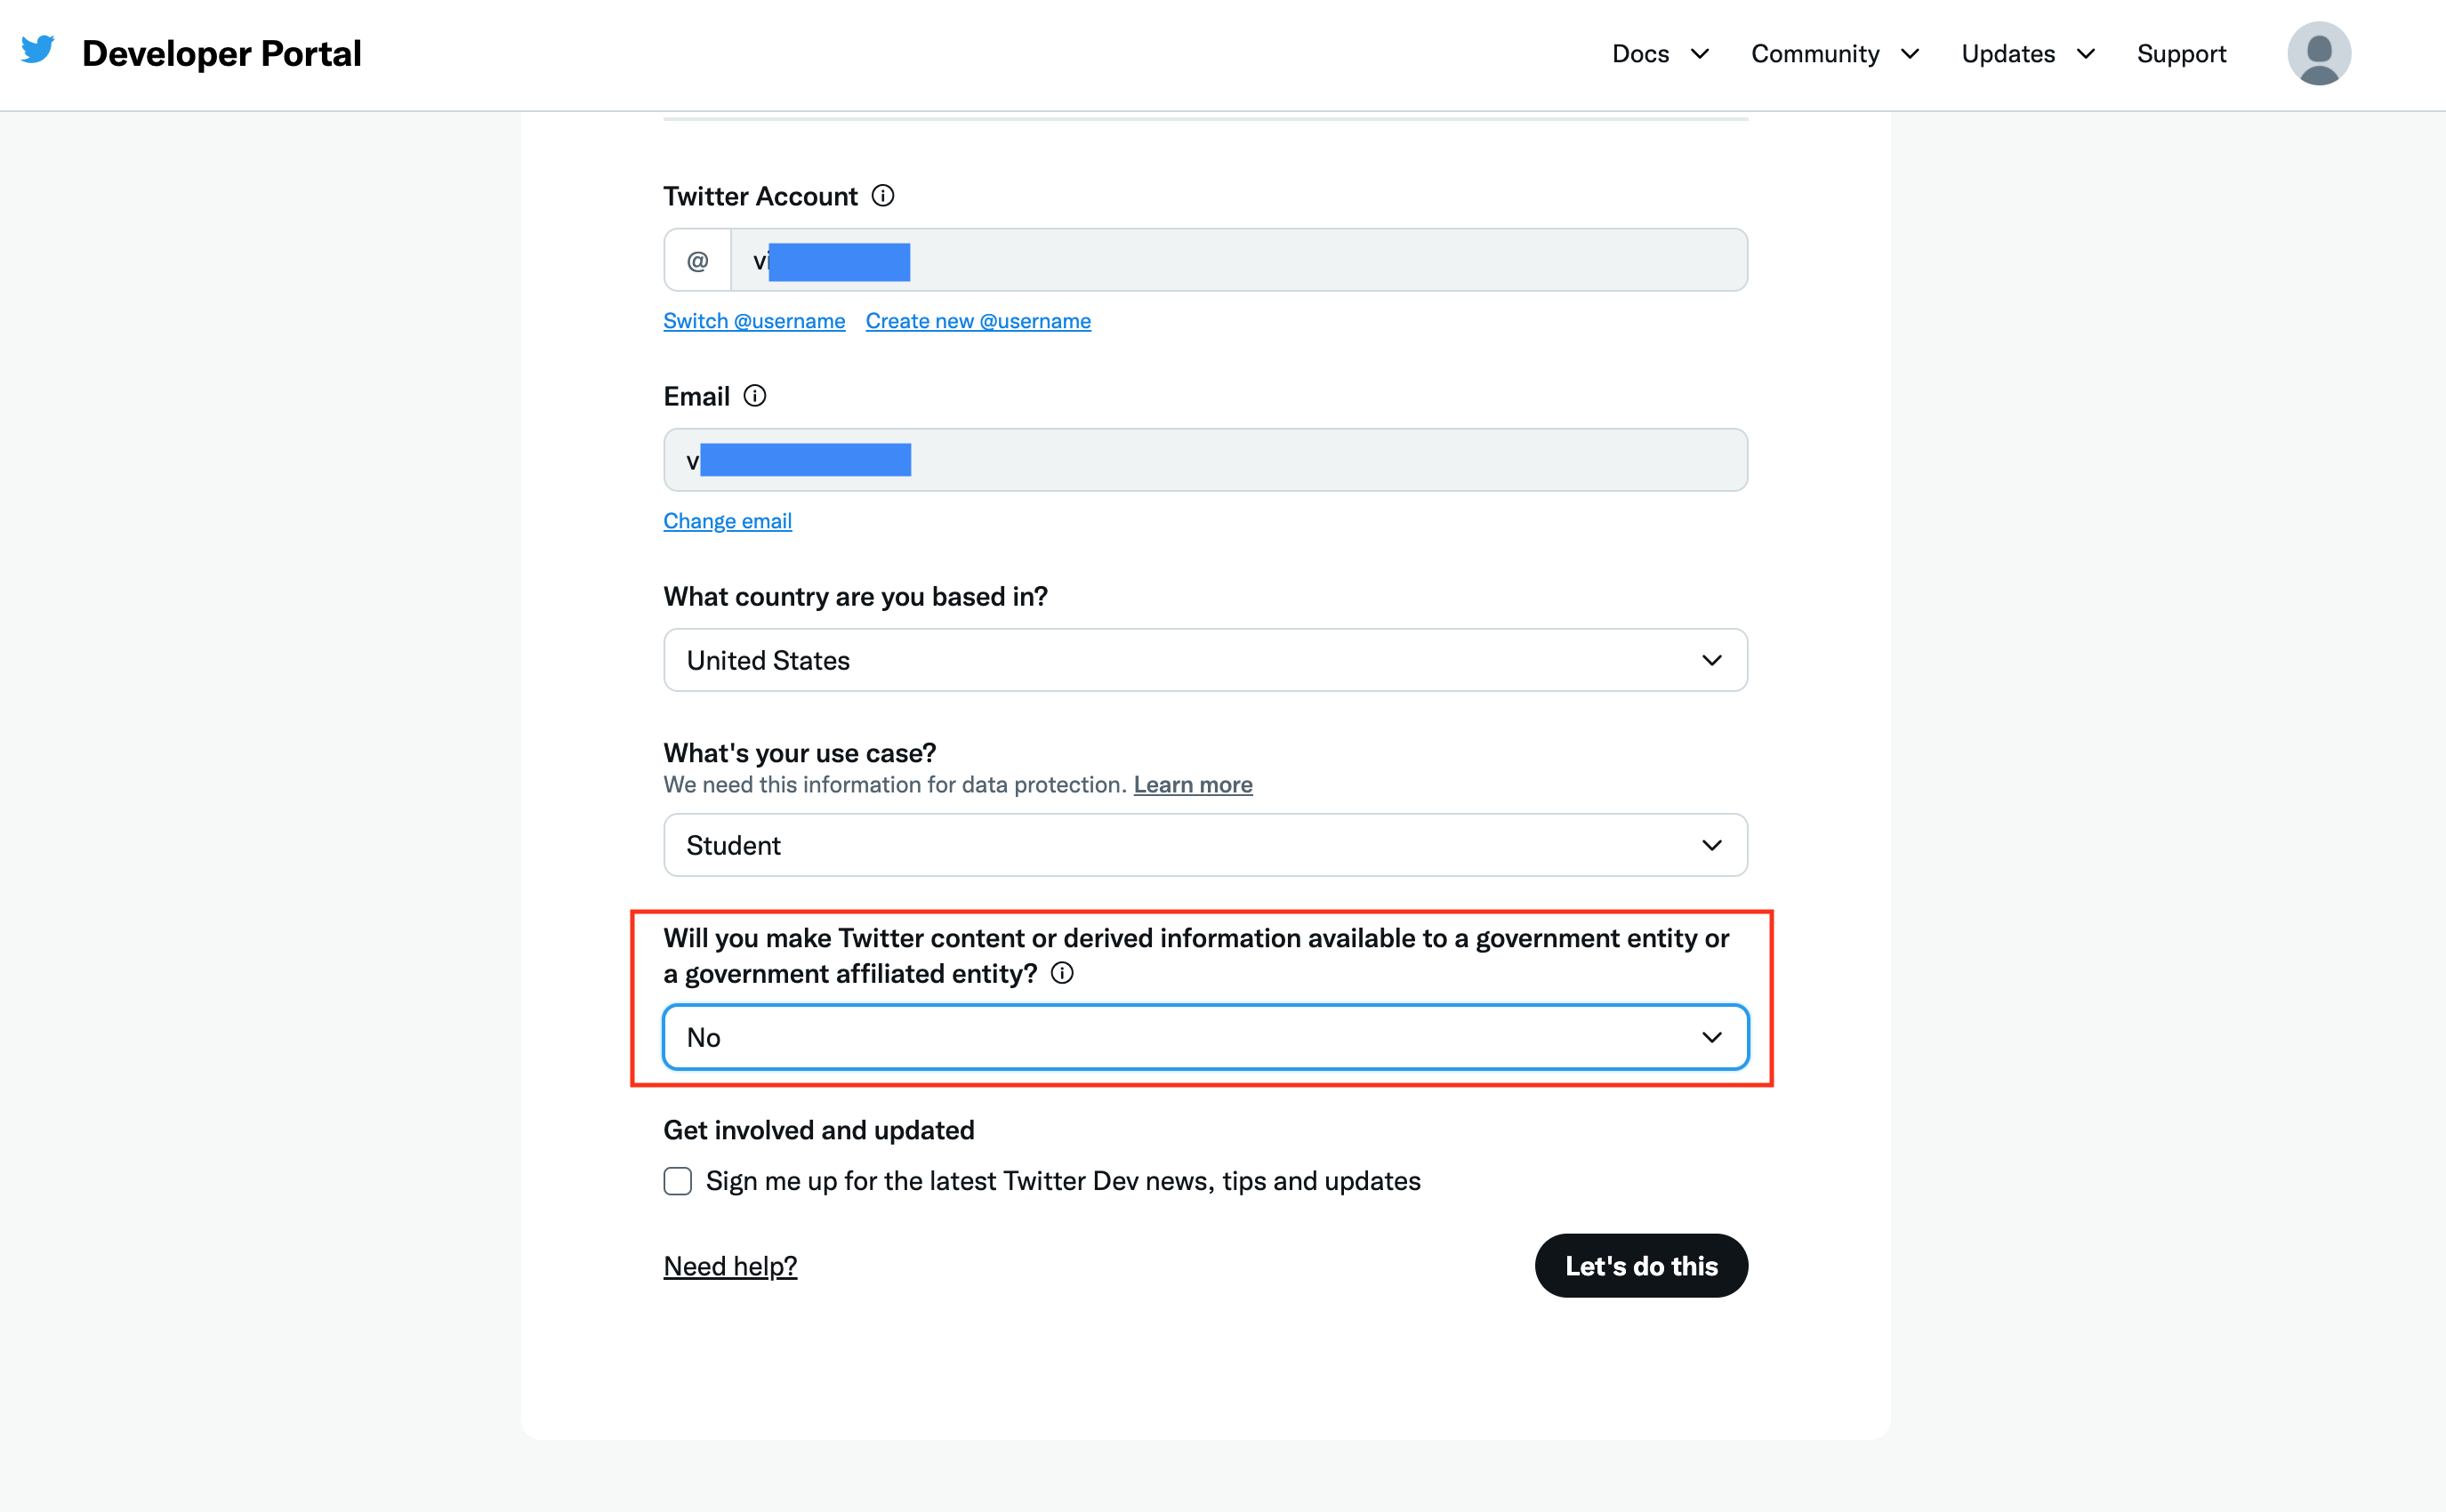 Developer Portal
Docs
Community
Updates
Support
Twitter Account
@
vi
Switch @username
Create new @username
Email
v
Change email
What country are you based in?
United States
What's your use case?
We need this information for data protection. Learn more
Student
Will you make Twitter content or derived information available to a government entity or
a government affiliated entity?
No
Get involved and updated
Sign me up for the latest Twitter Dev news, tips and updates
Need help?
Let's do this